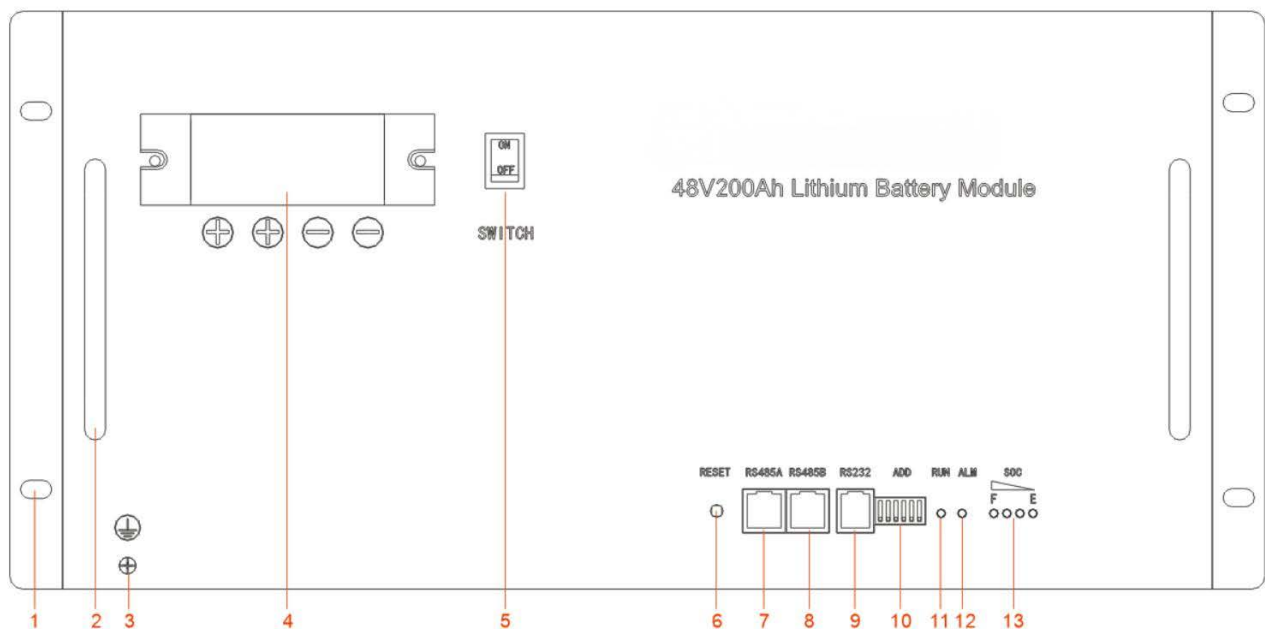 ON
OFF
48V200Ah Lithium Battery Module
SWITCH
RESET RS485A RS485B RS232 ADD RUN ALM SOC
F E
1 2 3 4 5 6 7 8 9 10 11 12 13